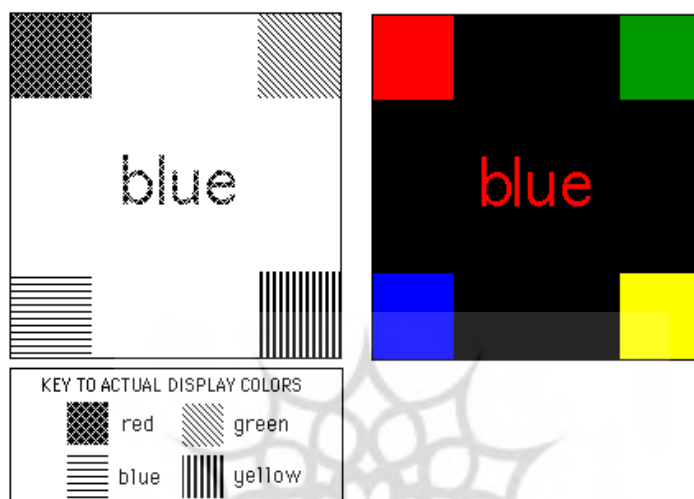 blue
blue
KEY TO ACTUAL DISPLAY COLORS
red green
blue yellow